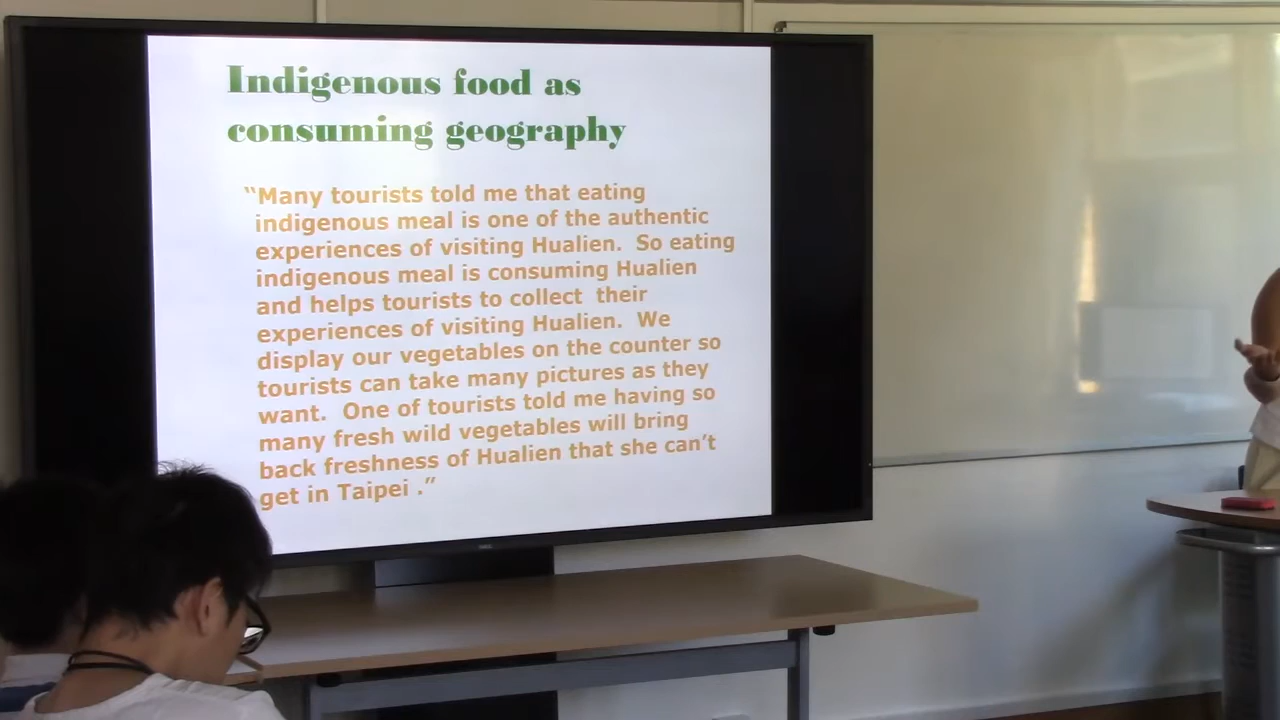 Indigenous food as
consuming geography
“Many tourists told me that eating
indigenous meal is one of the authentic
experiences of visiting Hualien.  So eating
indigenous meal is consuming Hualien
and helps tourists to collect  their
experiences of visiting Hualien.  We
display our vegetables on the counter so
tourists can take many pictures as they
want.  One of tourists told me having so
many fresh wild vegetables will bring
back freshness of Hualien that she can’t
get in Taipei .”